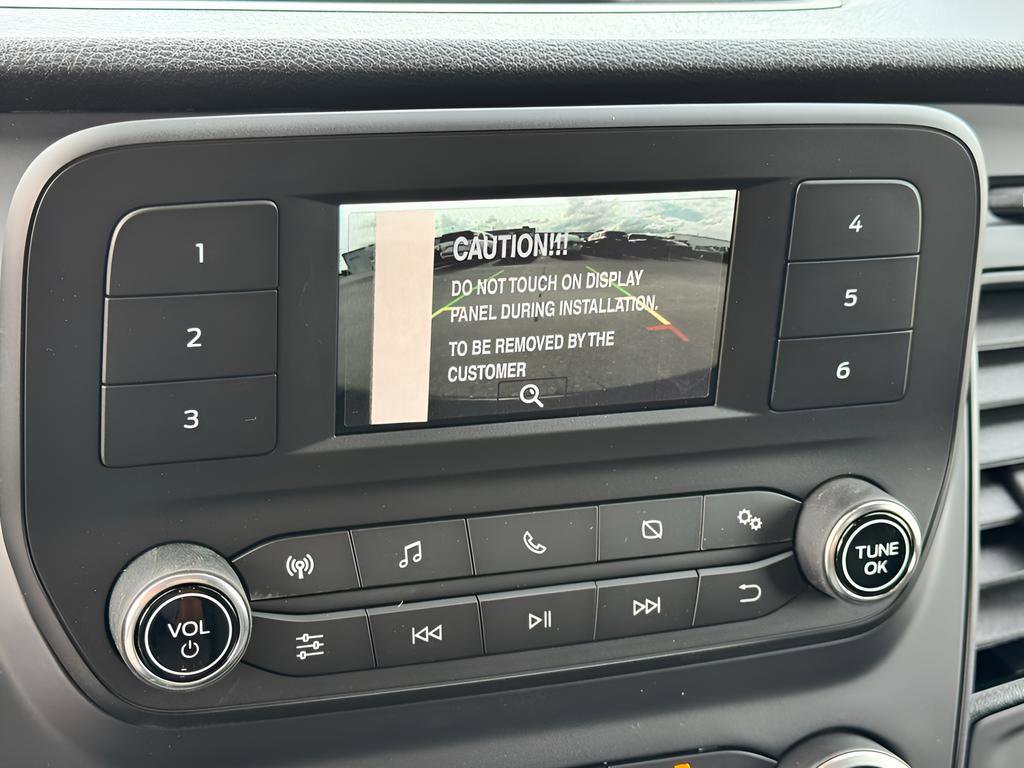 1
2
3
CAUTION!!!
DO NOT TOUCH ON DISPLAY
PANEL DURING INSTALLATION.
TO BE REMOVED BY THE
CUSTOMER
4
5
6
VOL
TUNE
OK